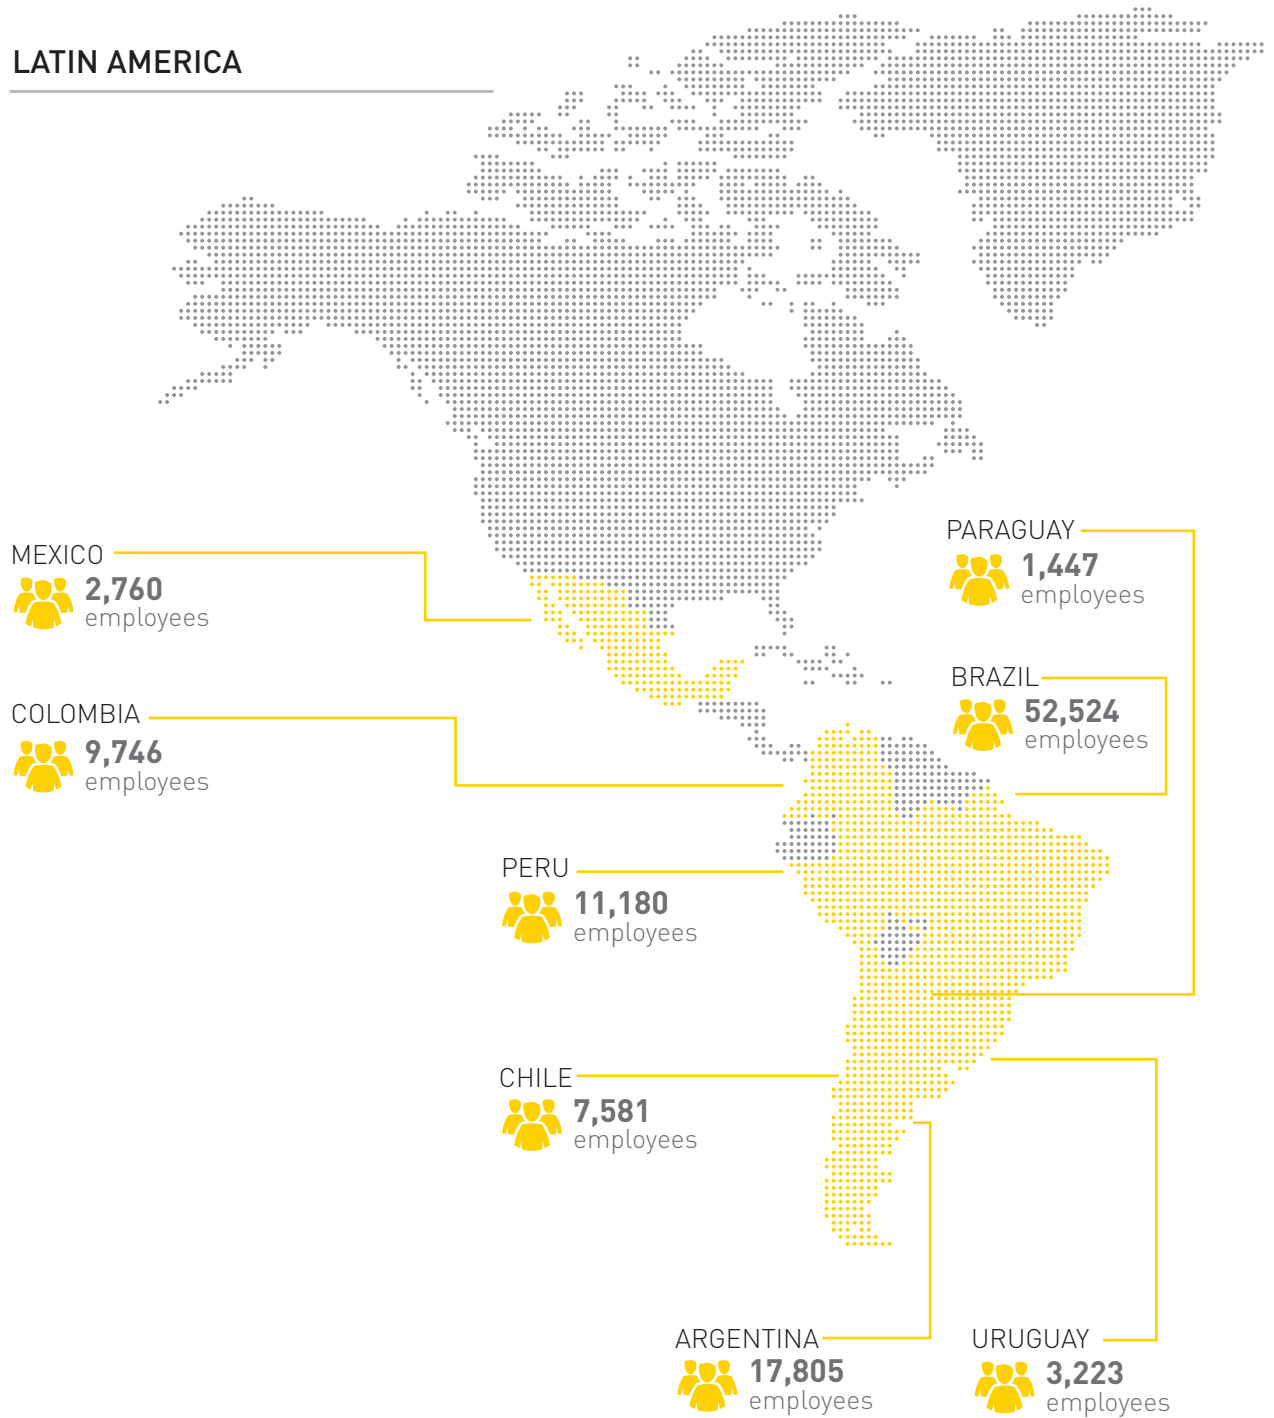 LATIN AMERICA
MEXICO
2,760
employees
COLOMBIA
9,746
employees
PARAGUAY
1,447
employees
BRAZIL
52,524
employees
PERU
11,180
employees
CHILE
7,581
employees
ARGENTINA
17,805
employees
URUGUAY
3,223
employees